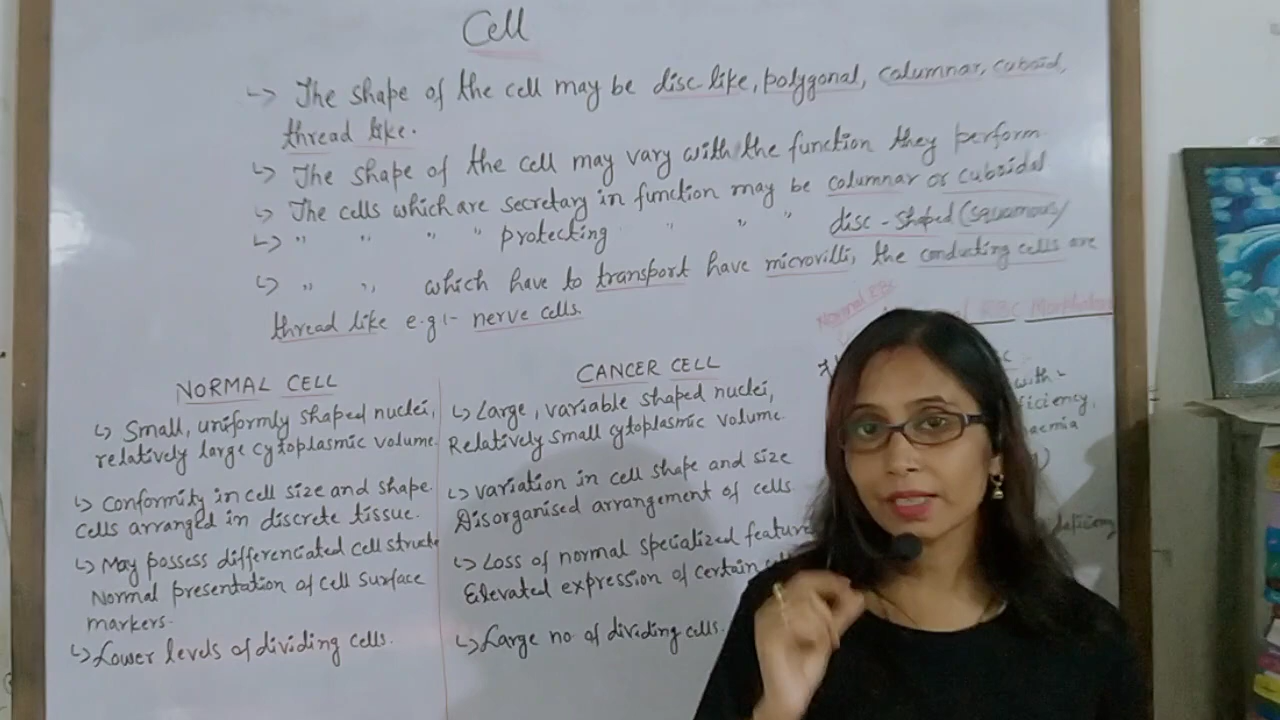 Cell
↳ The shape of the cell may be disc like, polygonal, columnar, cuboid,
thread like.
↳ The shape of the cell may vary with the function they perform
↳ The cells which are secretary in function may be columnar or cuboidal
↳ " " " " protecting " " " disc-shaped (squamous)
↳ " " which have to transport have microvilli, the conducting cells are
thread like e.g:- nerve cells.
Normal RBC
RBC
NORMAL CELL
↳ Small, uniformly shaped nuclei,
relatively large cytoplasmic volume.
↳ Conformity in cell size and shape.
Cells arranged in discrete tissue.
↳ May possess differenciated cell
Normal presentation of cell surface
markers.
↳ Lower levels of dividing cells.
CANCER CELL
↳ Large, variable shaped nuclei,
Relatively small cytoplasmic volume.
↳ Variation in cell shape and size
Disorganised arrangement of cells
↳ Loss of normal specialized feature
Elevated expression of certain
↳ Large no. of dividing cells.
with